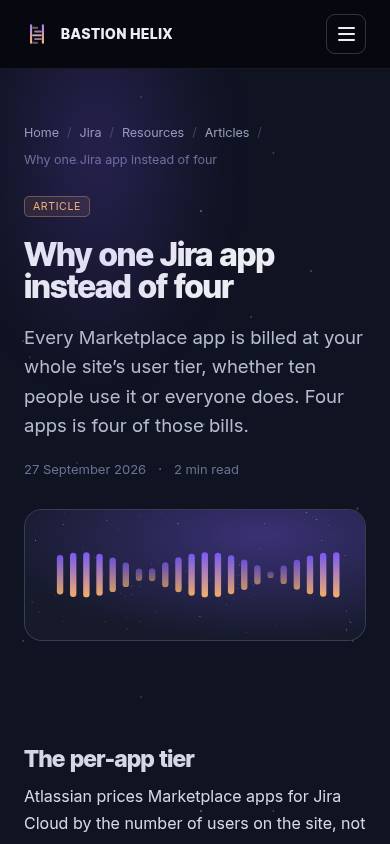 BASTION HELIX
Home / Jira / Resources / Articles /
Why one Jira app instead of four
ARTICLE
Why one Jira app
instead of four
Every Marketplace app is billed at your
whole site’s user tier, whether ten
people use it or everyone does. Four
apps is four of those bills.
27 September 2026 · 2 min read
The per-app tier
Atlassian prices Marketplace apps for Jira
Cloud by the number of users on the site, not